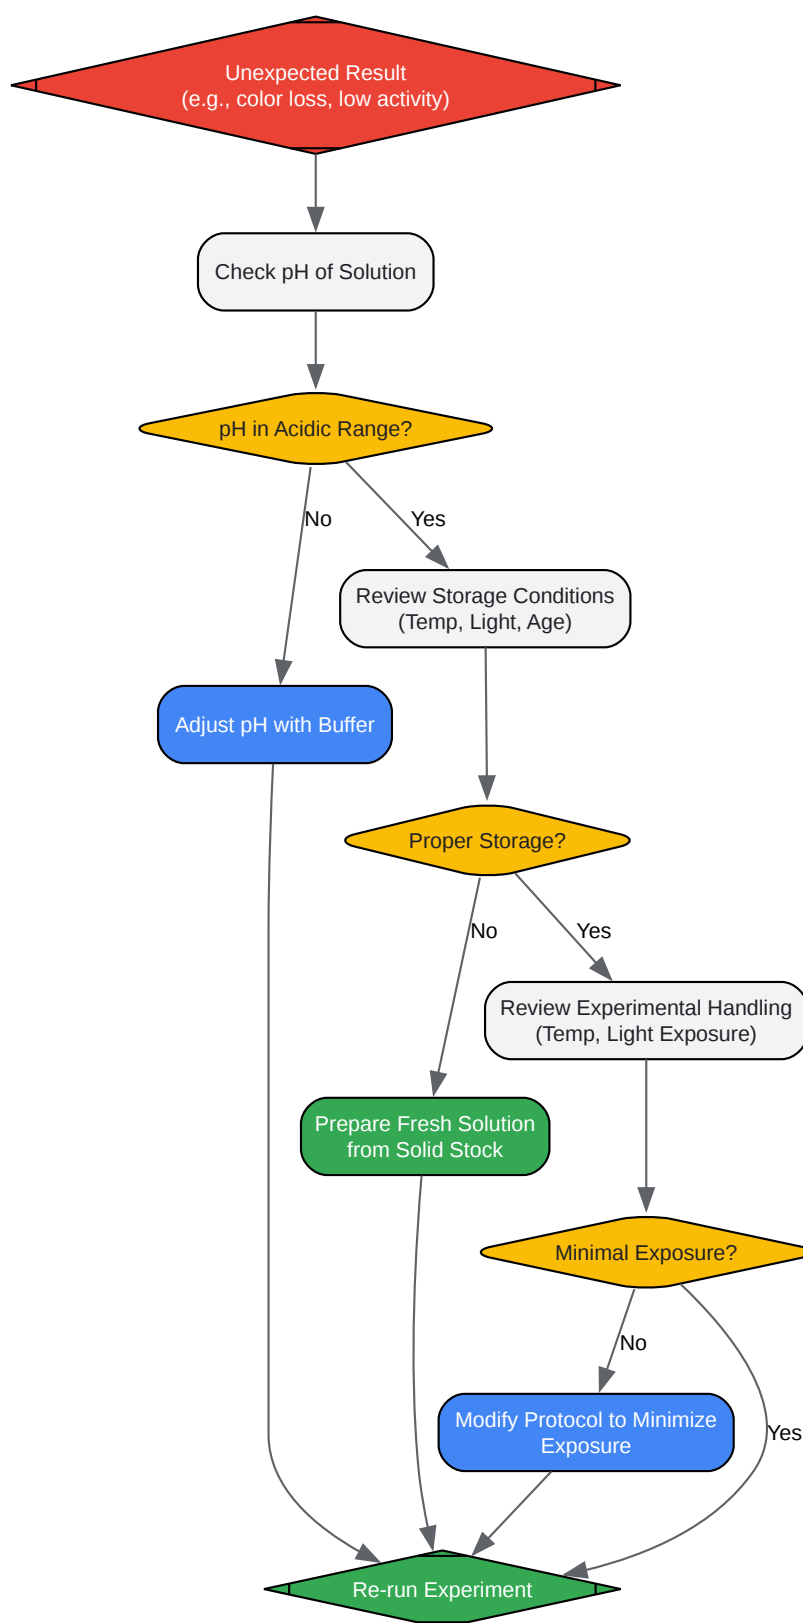 Unexpected Result
(e.g., color loss, low activity)
Check pH of Solution
pH in Acidic Range?
No
Yes
Review Storage Conditions
(Temp, Light, Age)
Adjust pH with Buffer
Proper Storage?
No
Yes
Review Experimental Handling
(Temp, Light Exposure)
Prepare Fresh Solution
from Solid Stock
Minimal Exposure?
No
Modify Protocol to Minimize
Exposure
Yes
Re-run Experiment